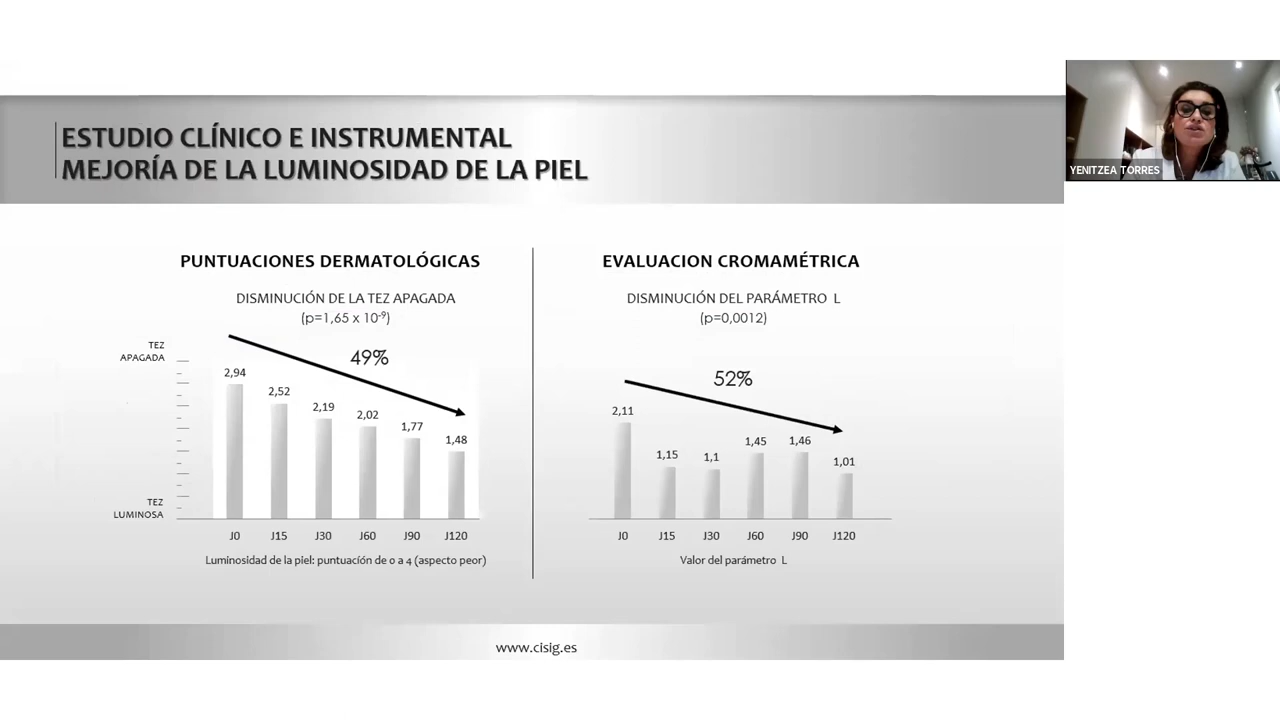 ESTUDIO CLÍNICO E INSTRUMENTAL
MEJORÍA DE LA LUMINOSIDAD DE LA PIEL
YENITZEA TORRES
PUNTUACIONES DERMATOLÓGICAS
DISMINUCIÓN DE LA TEZ APAGADA
(p=1,65 x 10⁻⁹)
49%
TEZ
APAGADA
2,94
2,52
2,19
2,02
1,77
1,48
TEZ
LUMINOSA
J0 J15 J30 J60 J90 J120
Luminosidad de la piel: puntuación de 0 a 4 (aspecto peor)
EVALUACION CROMAMÉTRICA
DISMINUCIÓN DEL PARÁMETRO L
(p=0,0012)
52%
2,11
1,15
1,1
1,45
1,46
1,01
J0 J15 J30 J60 J90 J120
Valor del parámetro L
www.cisig.es